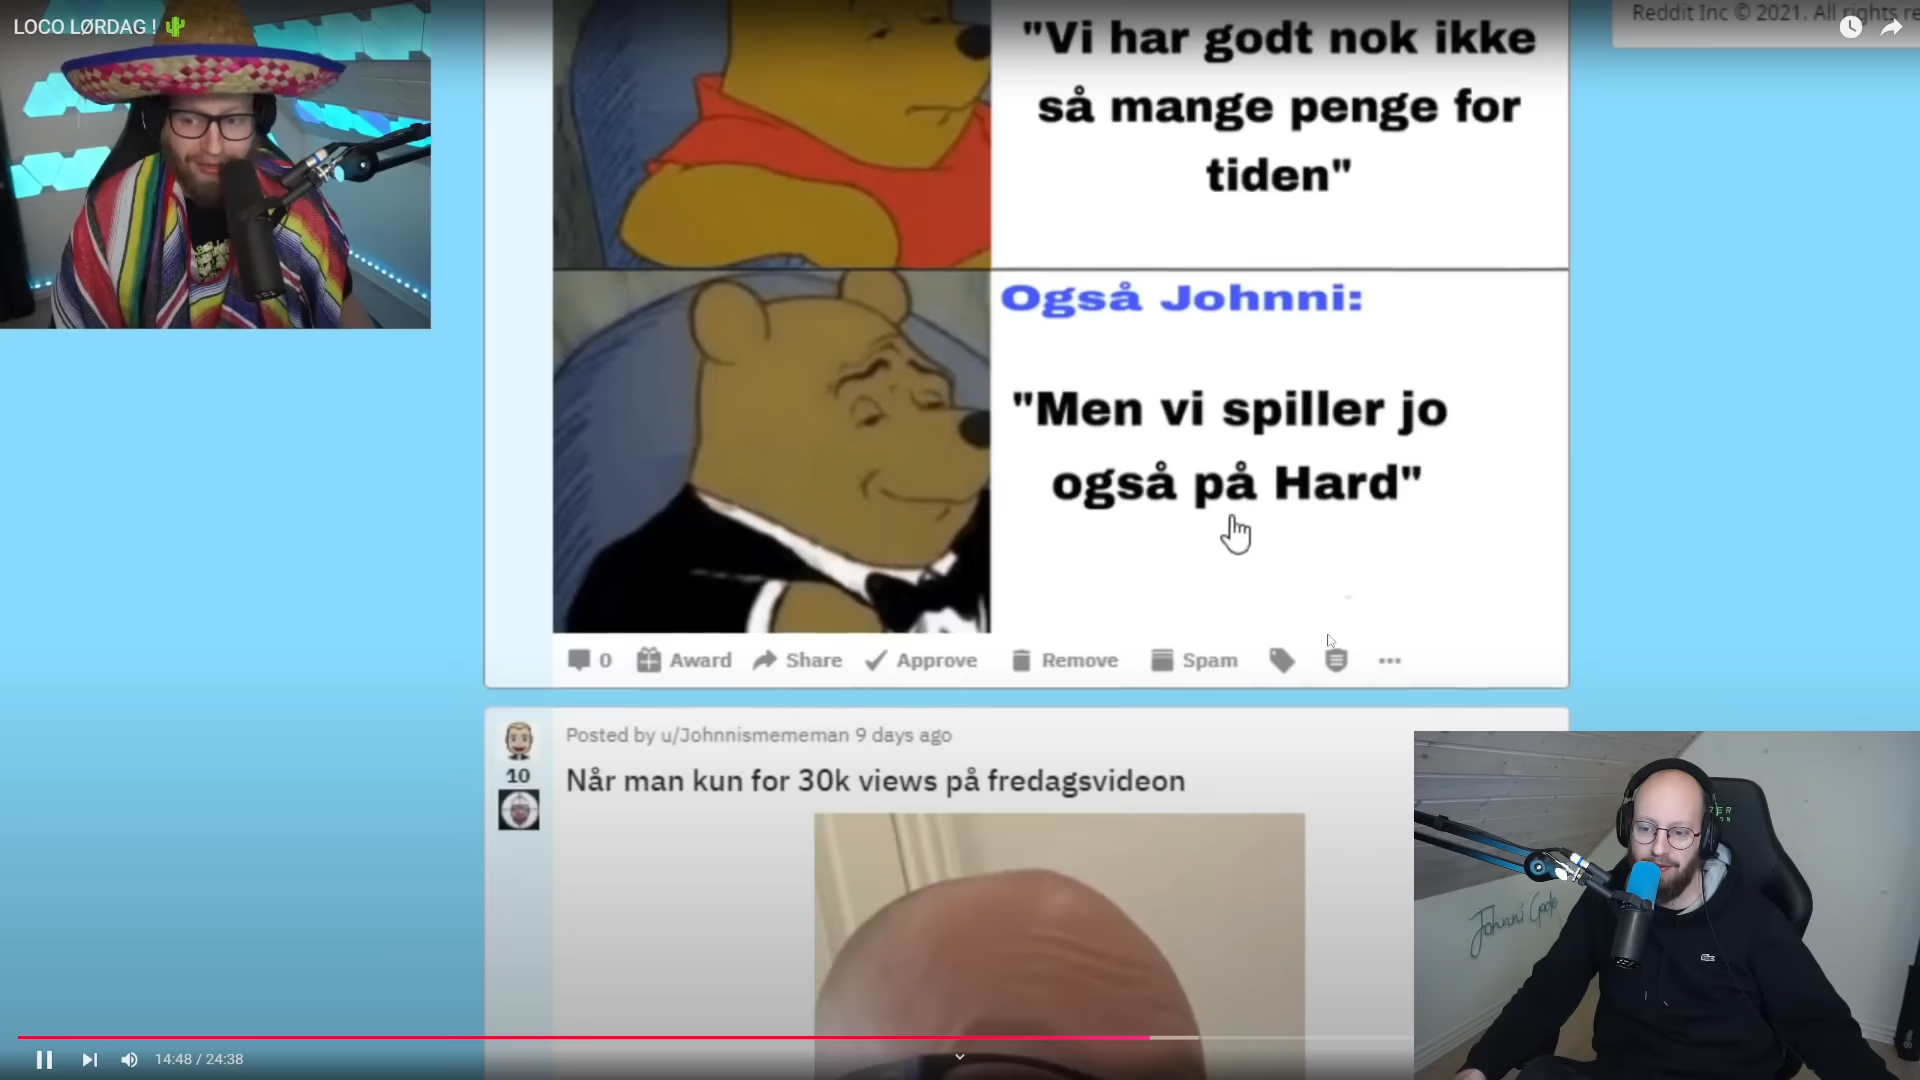 LOCO LØRDAG !
Reddit Inc © 2021. All rights re
"Vi har godt nok ikke
så mange penge for
tiden"
Også Johnni:
"Men vi spiller jo
også på Hard"
0 Award Share Approve Remove Spam
Posted by u/Johnnismememan 9 days ago
10
Når man kun for 30k views på fredagsvideon
14:48 / 24:38